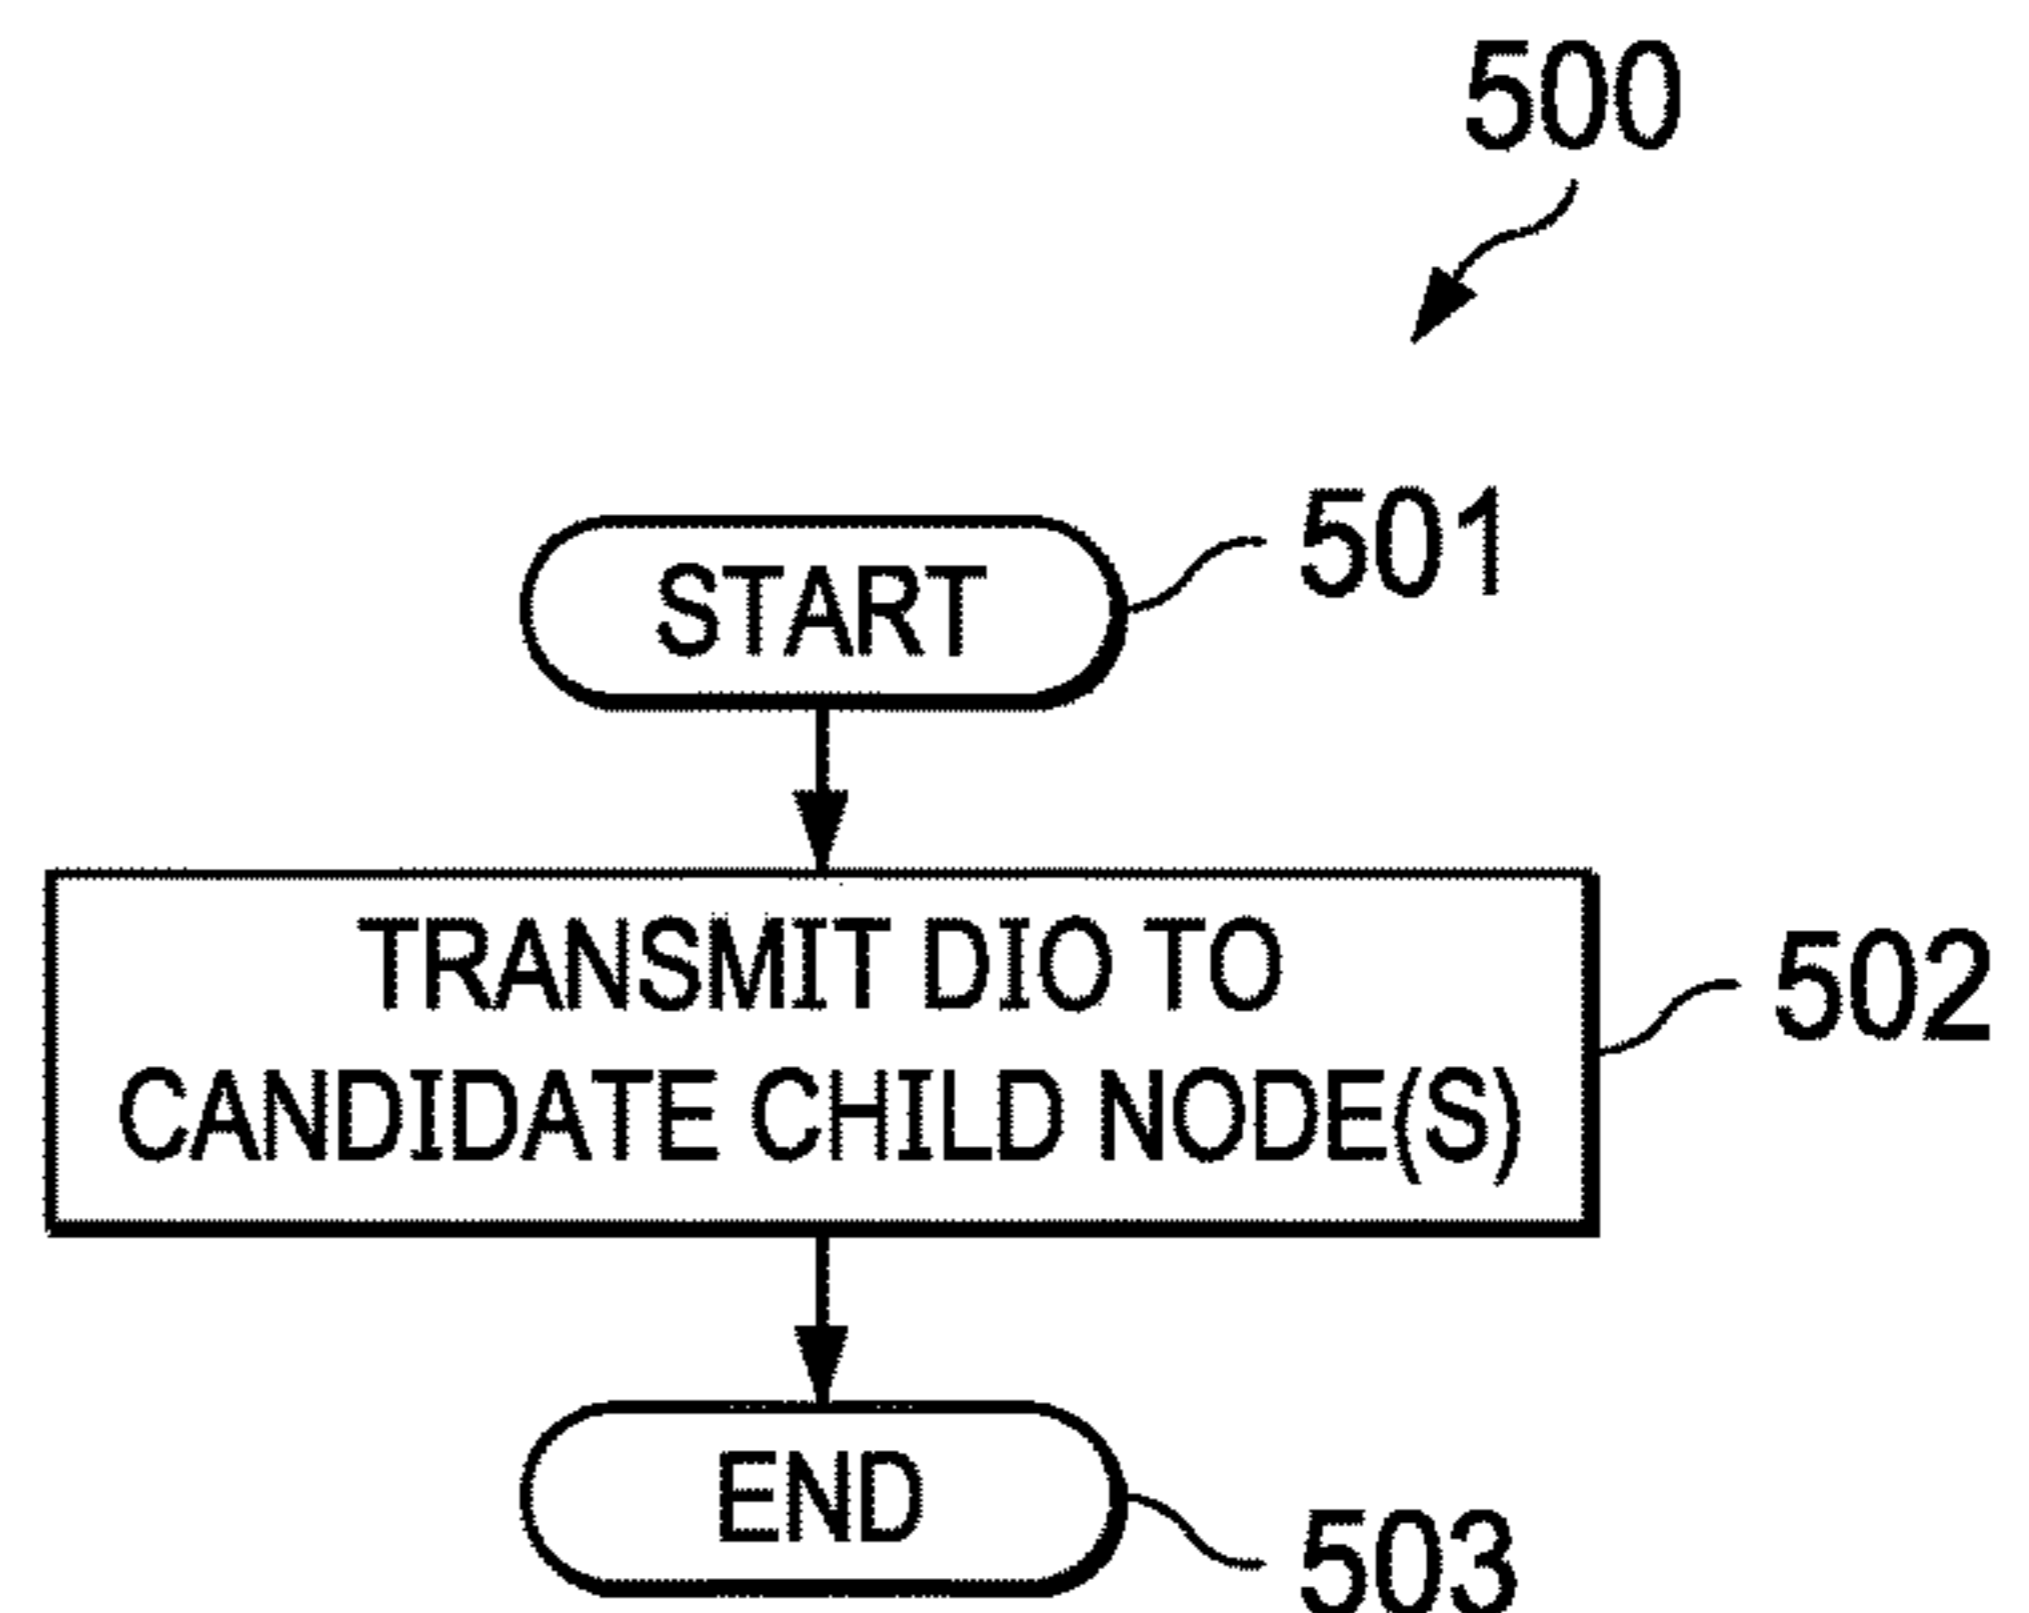 500
START
501
TRANSMIT DIO TO
CANDIDATE CHILD NODE(S)
502
END
503